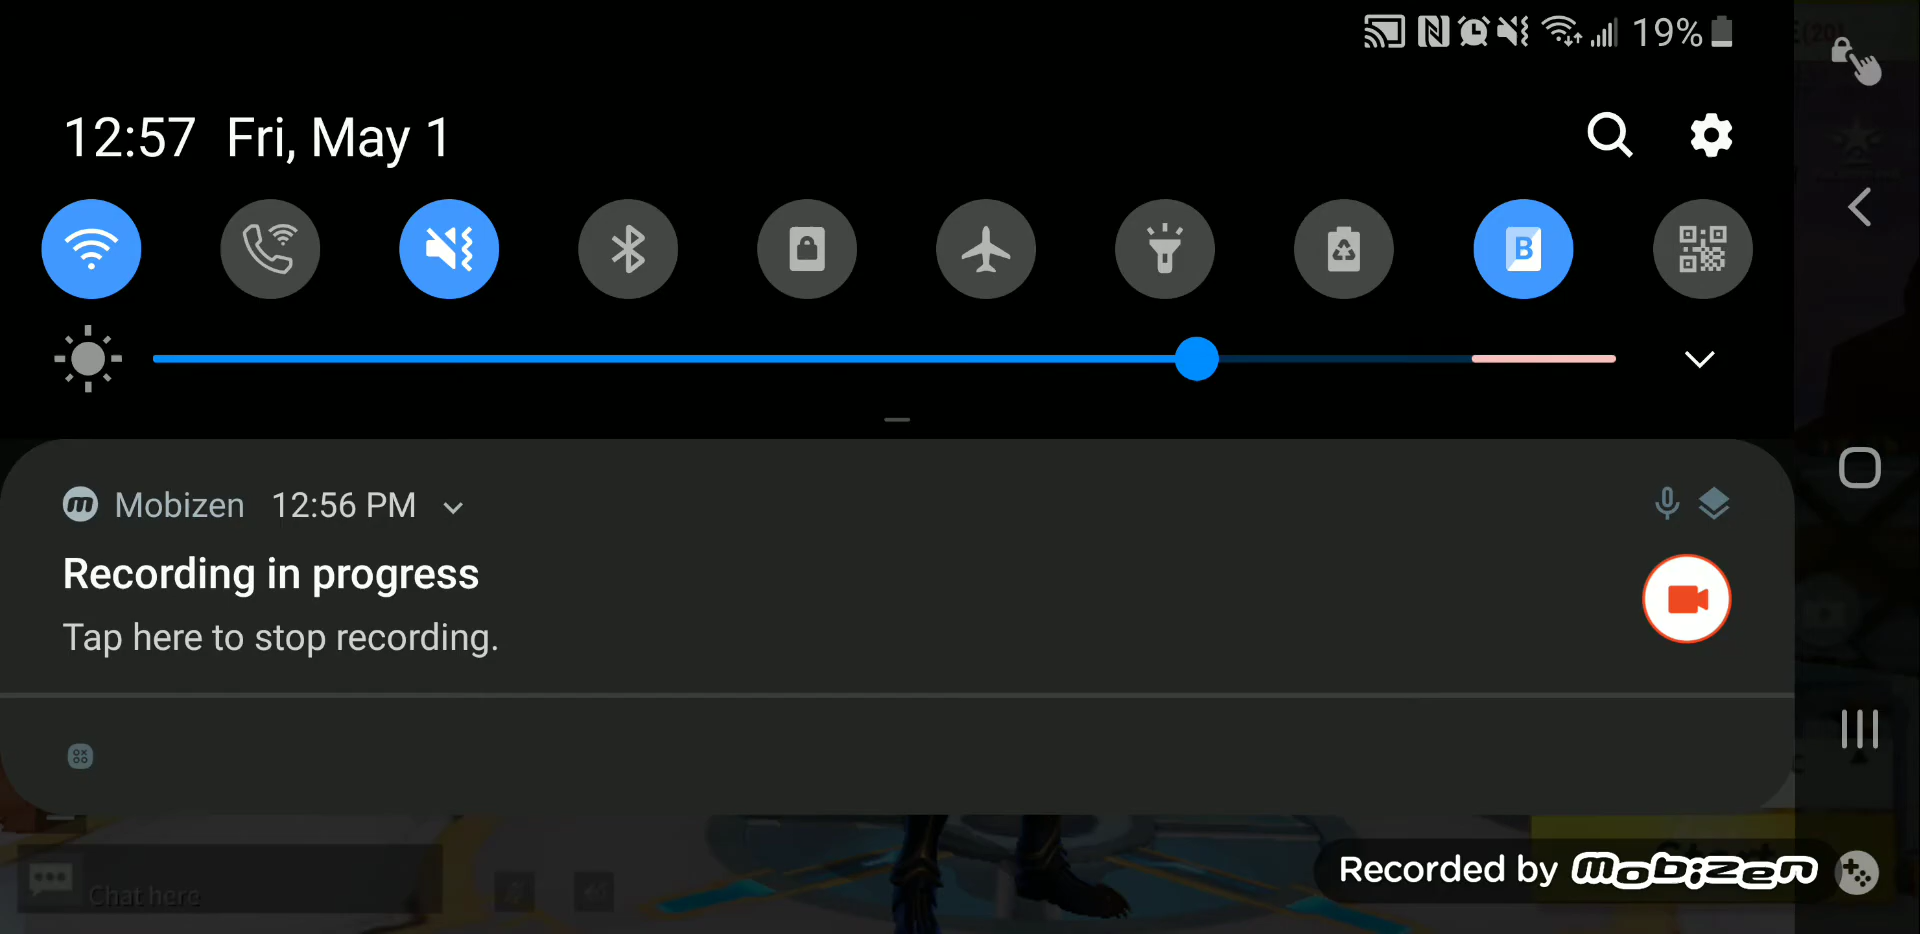 19%
12:57 Fri, May 1
B
Mobizen 12:56 PM
Recording in progress
Tap here to stop recording.
Chat here
Start
Recorded by mobizen